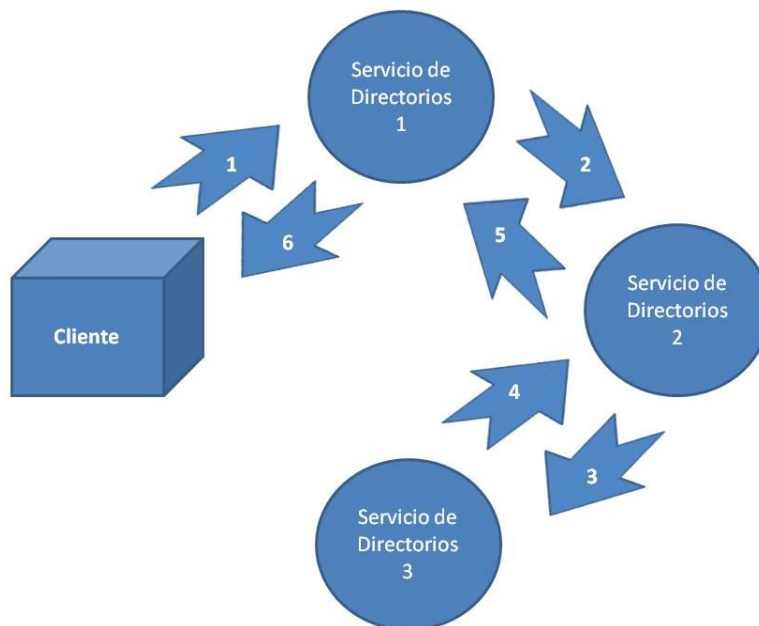 Servicio de
Directorios
1
1
2
6
5
Cliente
Servicio de
Directorios
2
4
3
Servicio de
Directorios
3